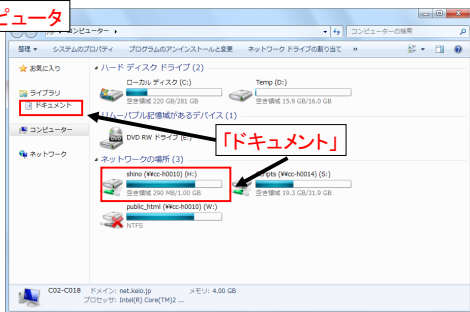 ピュータ
コンピューター ▸
コンピューターの検索
整理 ▼ システムのプロパティ プログラムのアンインストールと変更 ネットワーク ドライブの割り当て »
お気に入り
ライブラリ
ドキュメント
コンピューター
ネットワーク
ハード ディスク ドライブ (2)
ローカル ディスク (C:)
空き領域 220 GB/281 GB
Temp (D:)
空き領域 15.9 GB/16.0 GB
リムーバブル記憶域があるデバイス (1)
DVD RW ドライブ (E:)
「ドキュメント」
ネットワークの場所 (3)
shino (¥¥cc-h0010) (H:)
空き領域 290 MB/1.00 GB
scripts (¥¥cc-h0014) (S:)
空き領域 19.3 GB/31.9 GB
public_html (¥¥cc-h0010) (W:)
NTFS
C02-C018 ドメイン: net.keio.jp メモリ: 4.00 GB
プロセッサ: Intel(R) Core(TM)2 ...